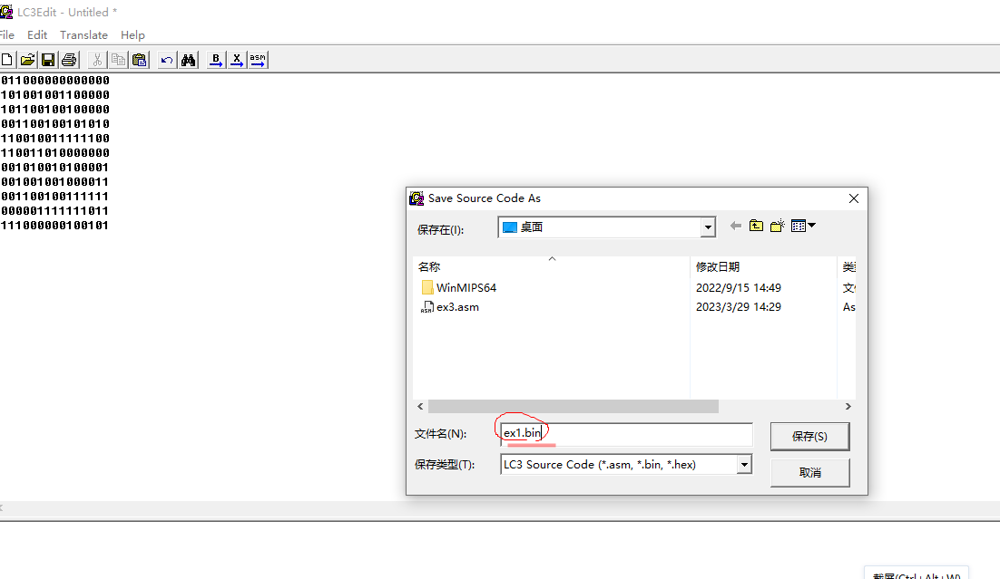 LC3Edit - Untitled *
File Edit Translate Help
B X asm
011000000000000
101001001100000
101100100100000
001100100101010
110010011111100
110011010000000
001010010100001
001001001000011
001100100111111
000001111111011
111000000100101
Save Source Code As
保存在(I): 桌面
名称 修改日期
WinMIPS64 2022/9/15 14:49
ex3.asm 2023/3/29 14:29 As
文件名(N): ex1.bin 保存(S)
保存类型(T): LC3 Source Code (*.asm, *.bin, *.hex) 取消
截屏(Ctrl+Alt+W)